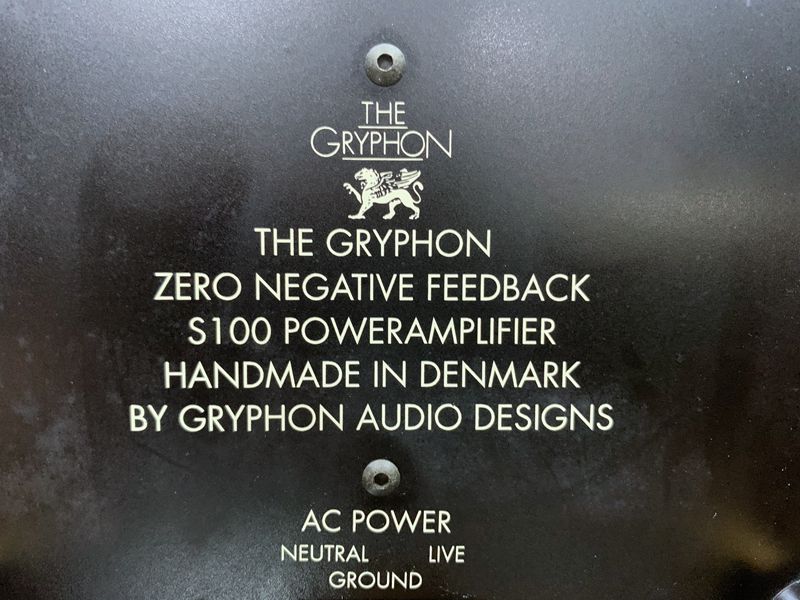 THE
GRYPHON
THE GRYPHON
ZERO NEGATIVE FEEDBACK
S100 POWERAMPLIFIER
HANDMADE IN DENMARK
BY GRYPHON AUDIO DESIGNS
AC POWER
NEUTRAL LIVE
GROUND